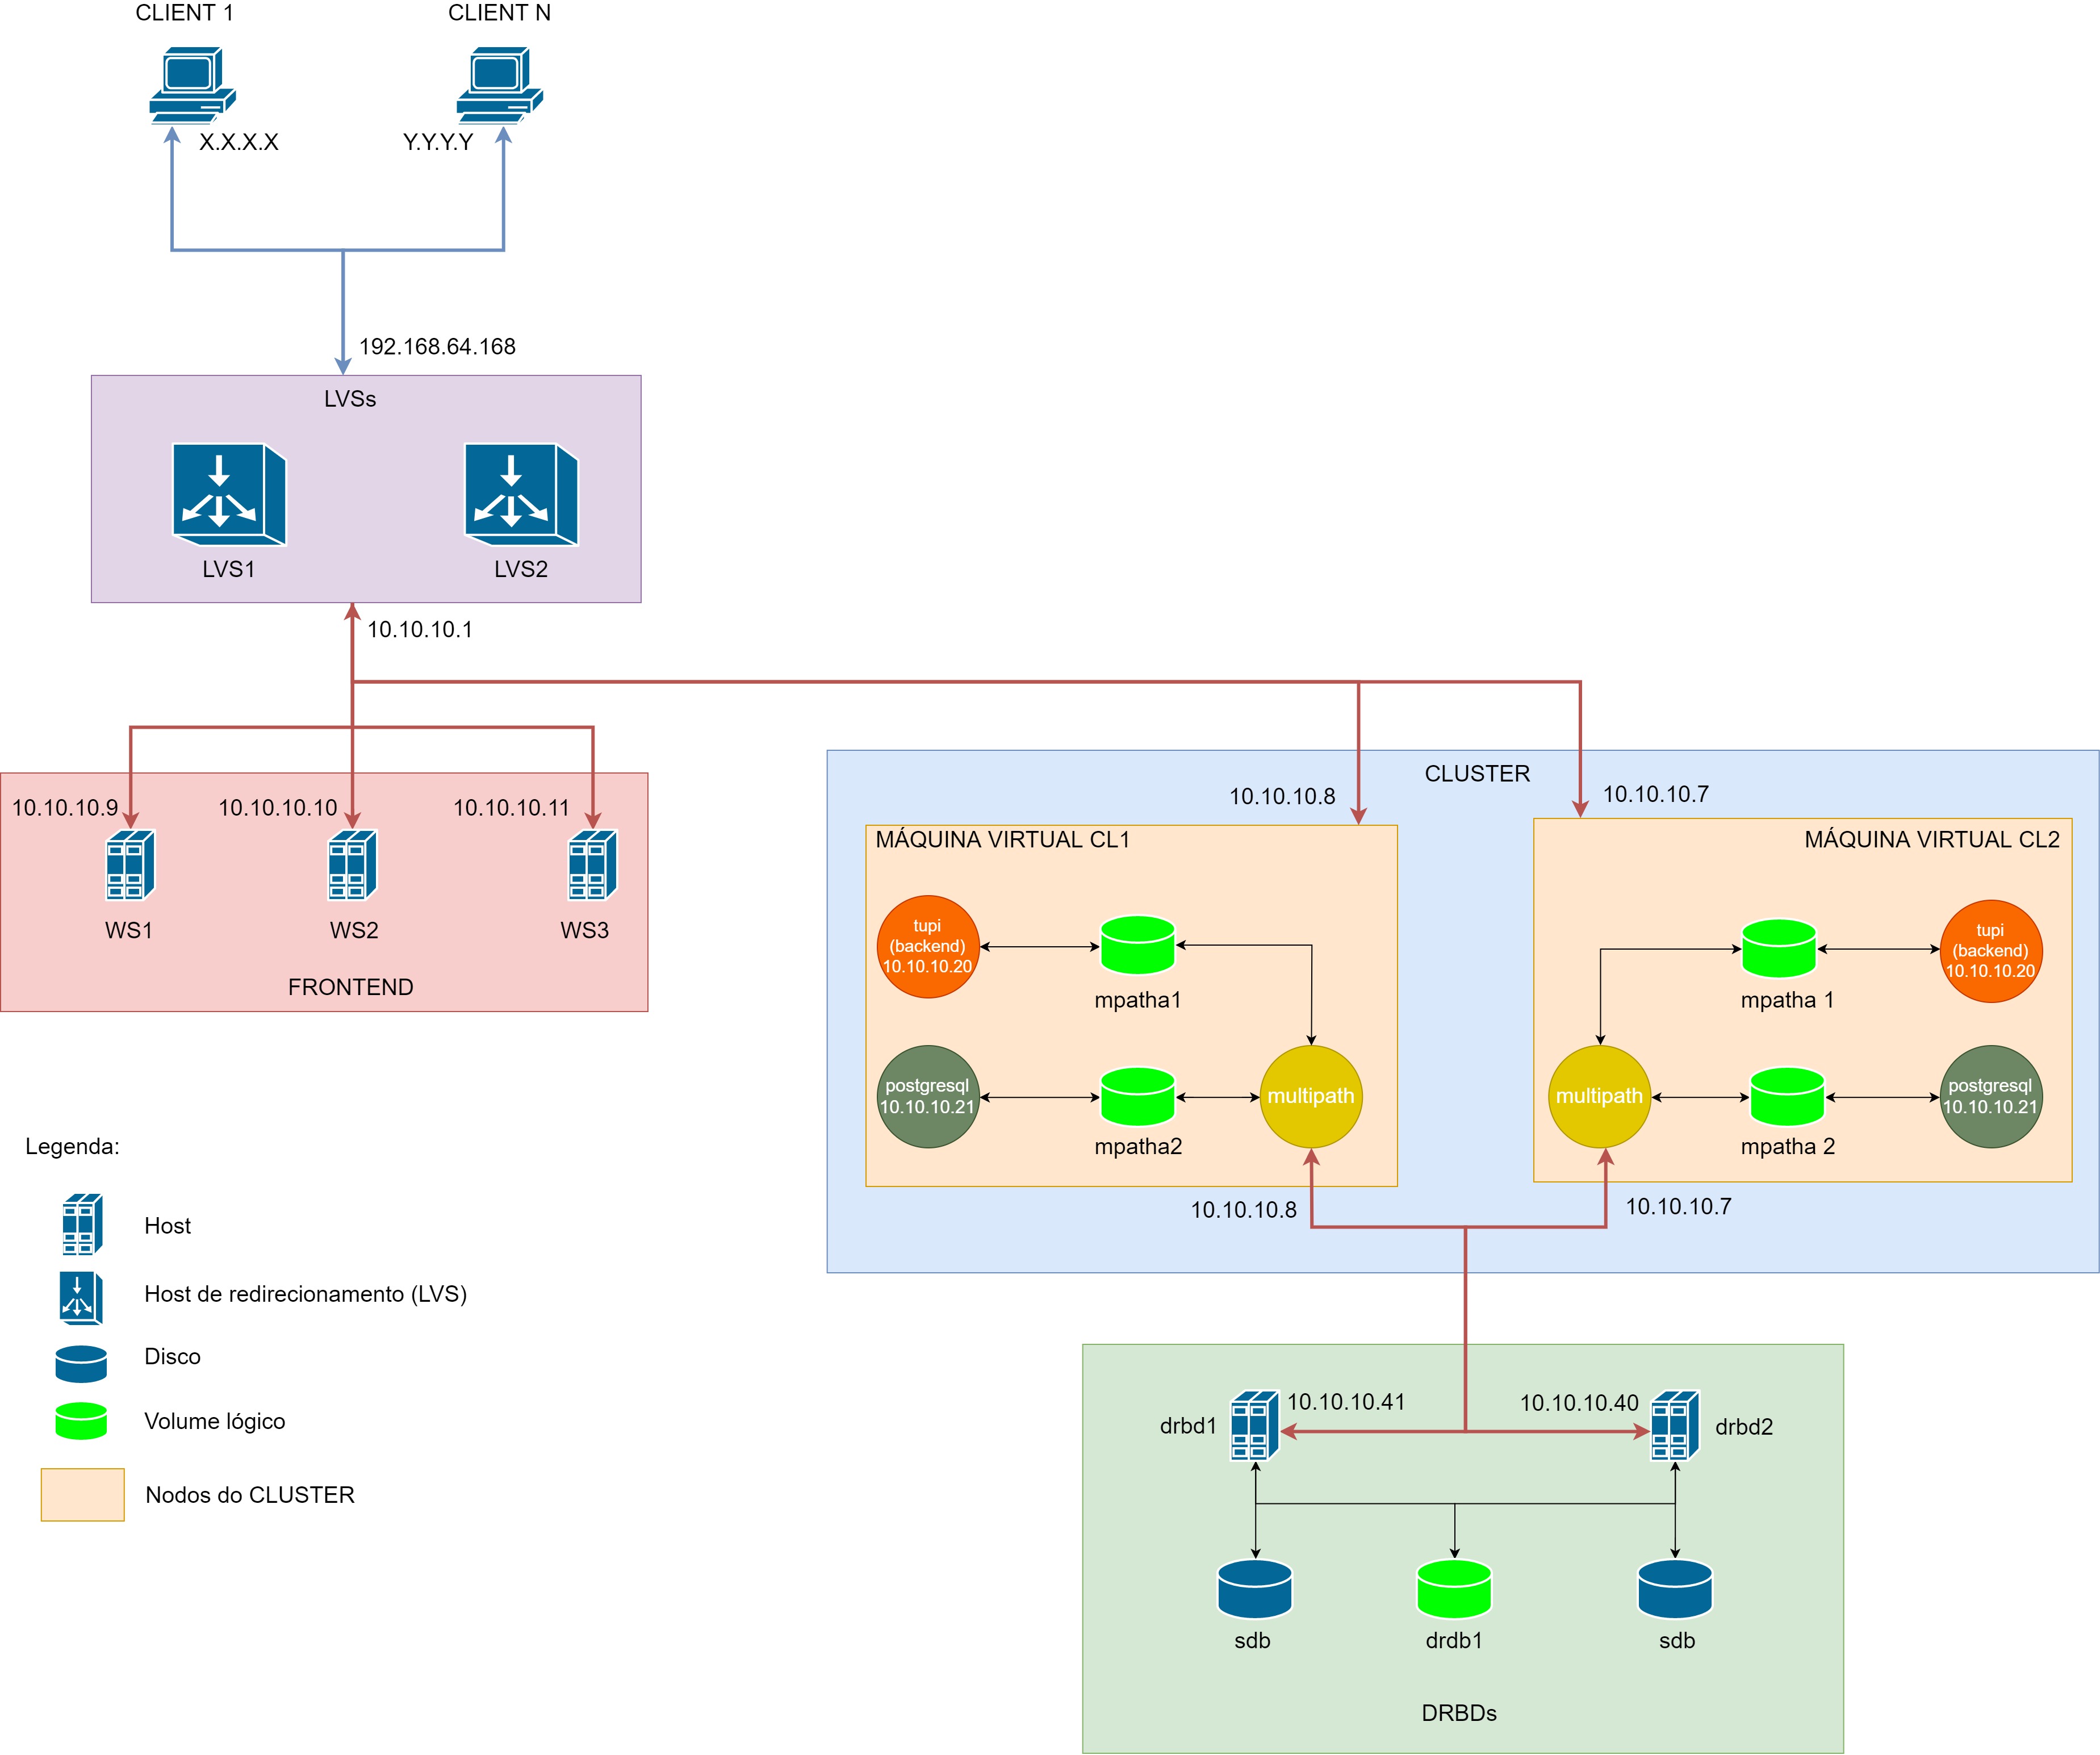 CLIENT 1
CLIENT N
X.X.X.X
Y.Y.Y.Y
192.168.64.168
LVSs
LVS1
LVS2
10.10.10.1
10.10.10.9
10.10.10.10
10.10.10.11
WS1
WS2
WS3
FRONTEND
CLUSTER
10.10.10.8
10.10.10.7
MÁQUINA VIRTUAL CL1
tupi
(backend)
10.10.10.20
mpatha1
postgresql
10.10.10.21
mpatha2
multipath
10.10.10.8
MÁQUINA VIRTUAL CL2
mpatha 1
tupi
(backend)
10.10.10.20
multipath
mpatha 2
postgresql
10.10.10.21
10.10.10.7
Legenda:
Host
Host de redirecionamento (LVS)
Disco
Volume lógico
Nodos do CLUSTER
drbd1
10.10.10.41
10.10.10.40
drbd2
sdb
drdb1
sdb
DRBDs